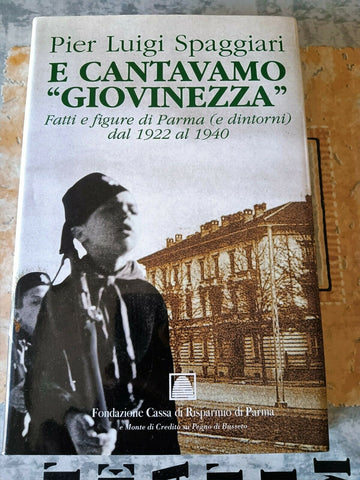 Pier Luigi Spaggiari
E CANTAVAMO
“GIOVINEZZA”
Fatti e figure di Parma (e dintorni)
dal 1922 al 1940
Fondazione Cassa di Risparmio di Parma
e Monte di Credito su Pegno di Busseto